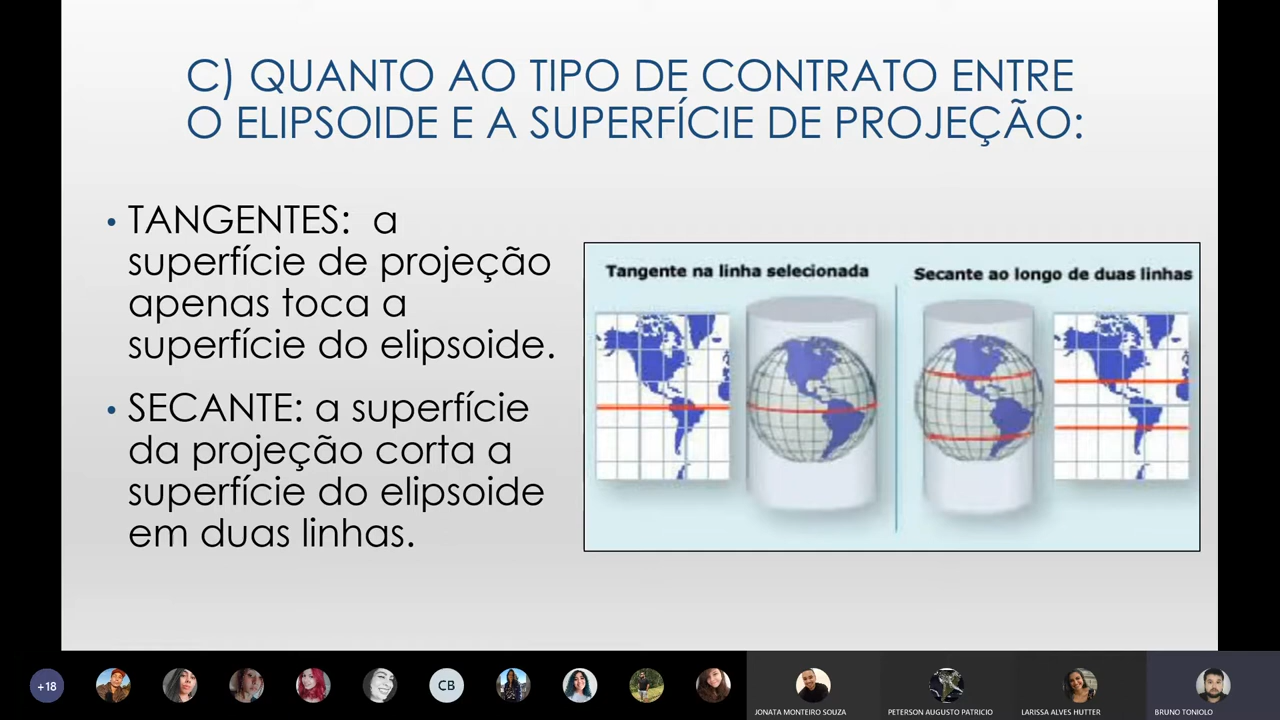 C) QUANTO AO TIPO DE CONTRATO ENTRE
O ELIPSOIDE E A SUPERFÍCIE DE PROJEÇÃO:
• TANGENTES: a
superfície de projeção
apenas toca a
superfície do elipsoide.
• SECANTE: a superfície
da projeção corta a
superfície do elipsoide
em duas linhas.
Tangente na linha selecionada
Secante ao longo de duas linhas
+18
CB
JONATA MONTEIRO SOUZA
PETERSON AUGUSTO PATRICIO
LARISSA ALVES HUTTER
BRUNO TONIOLO